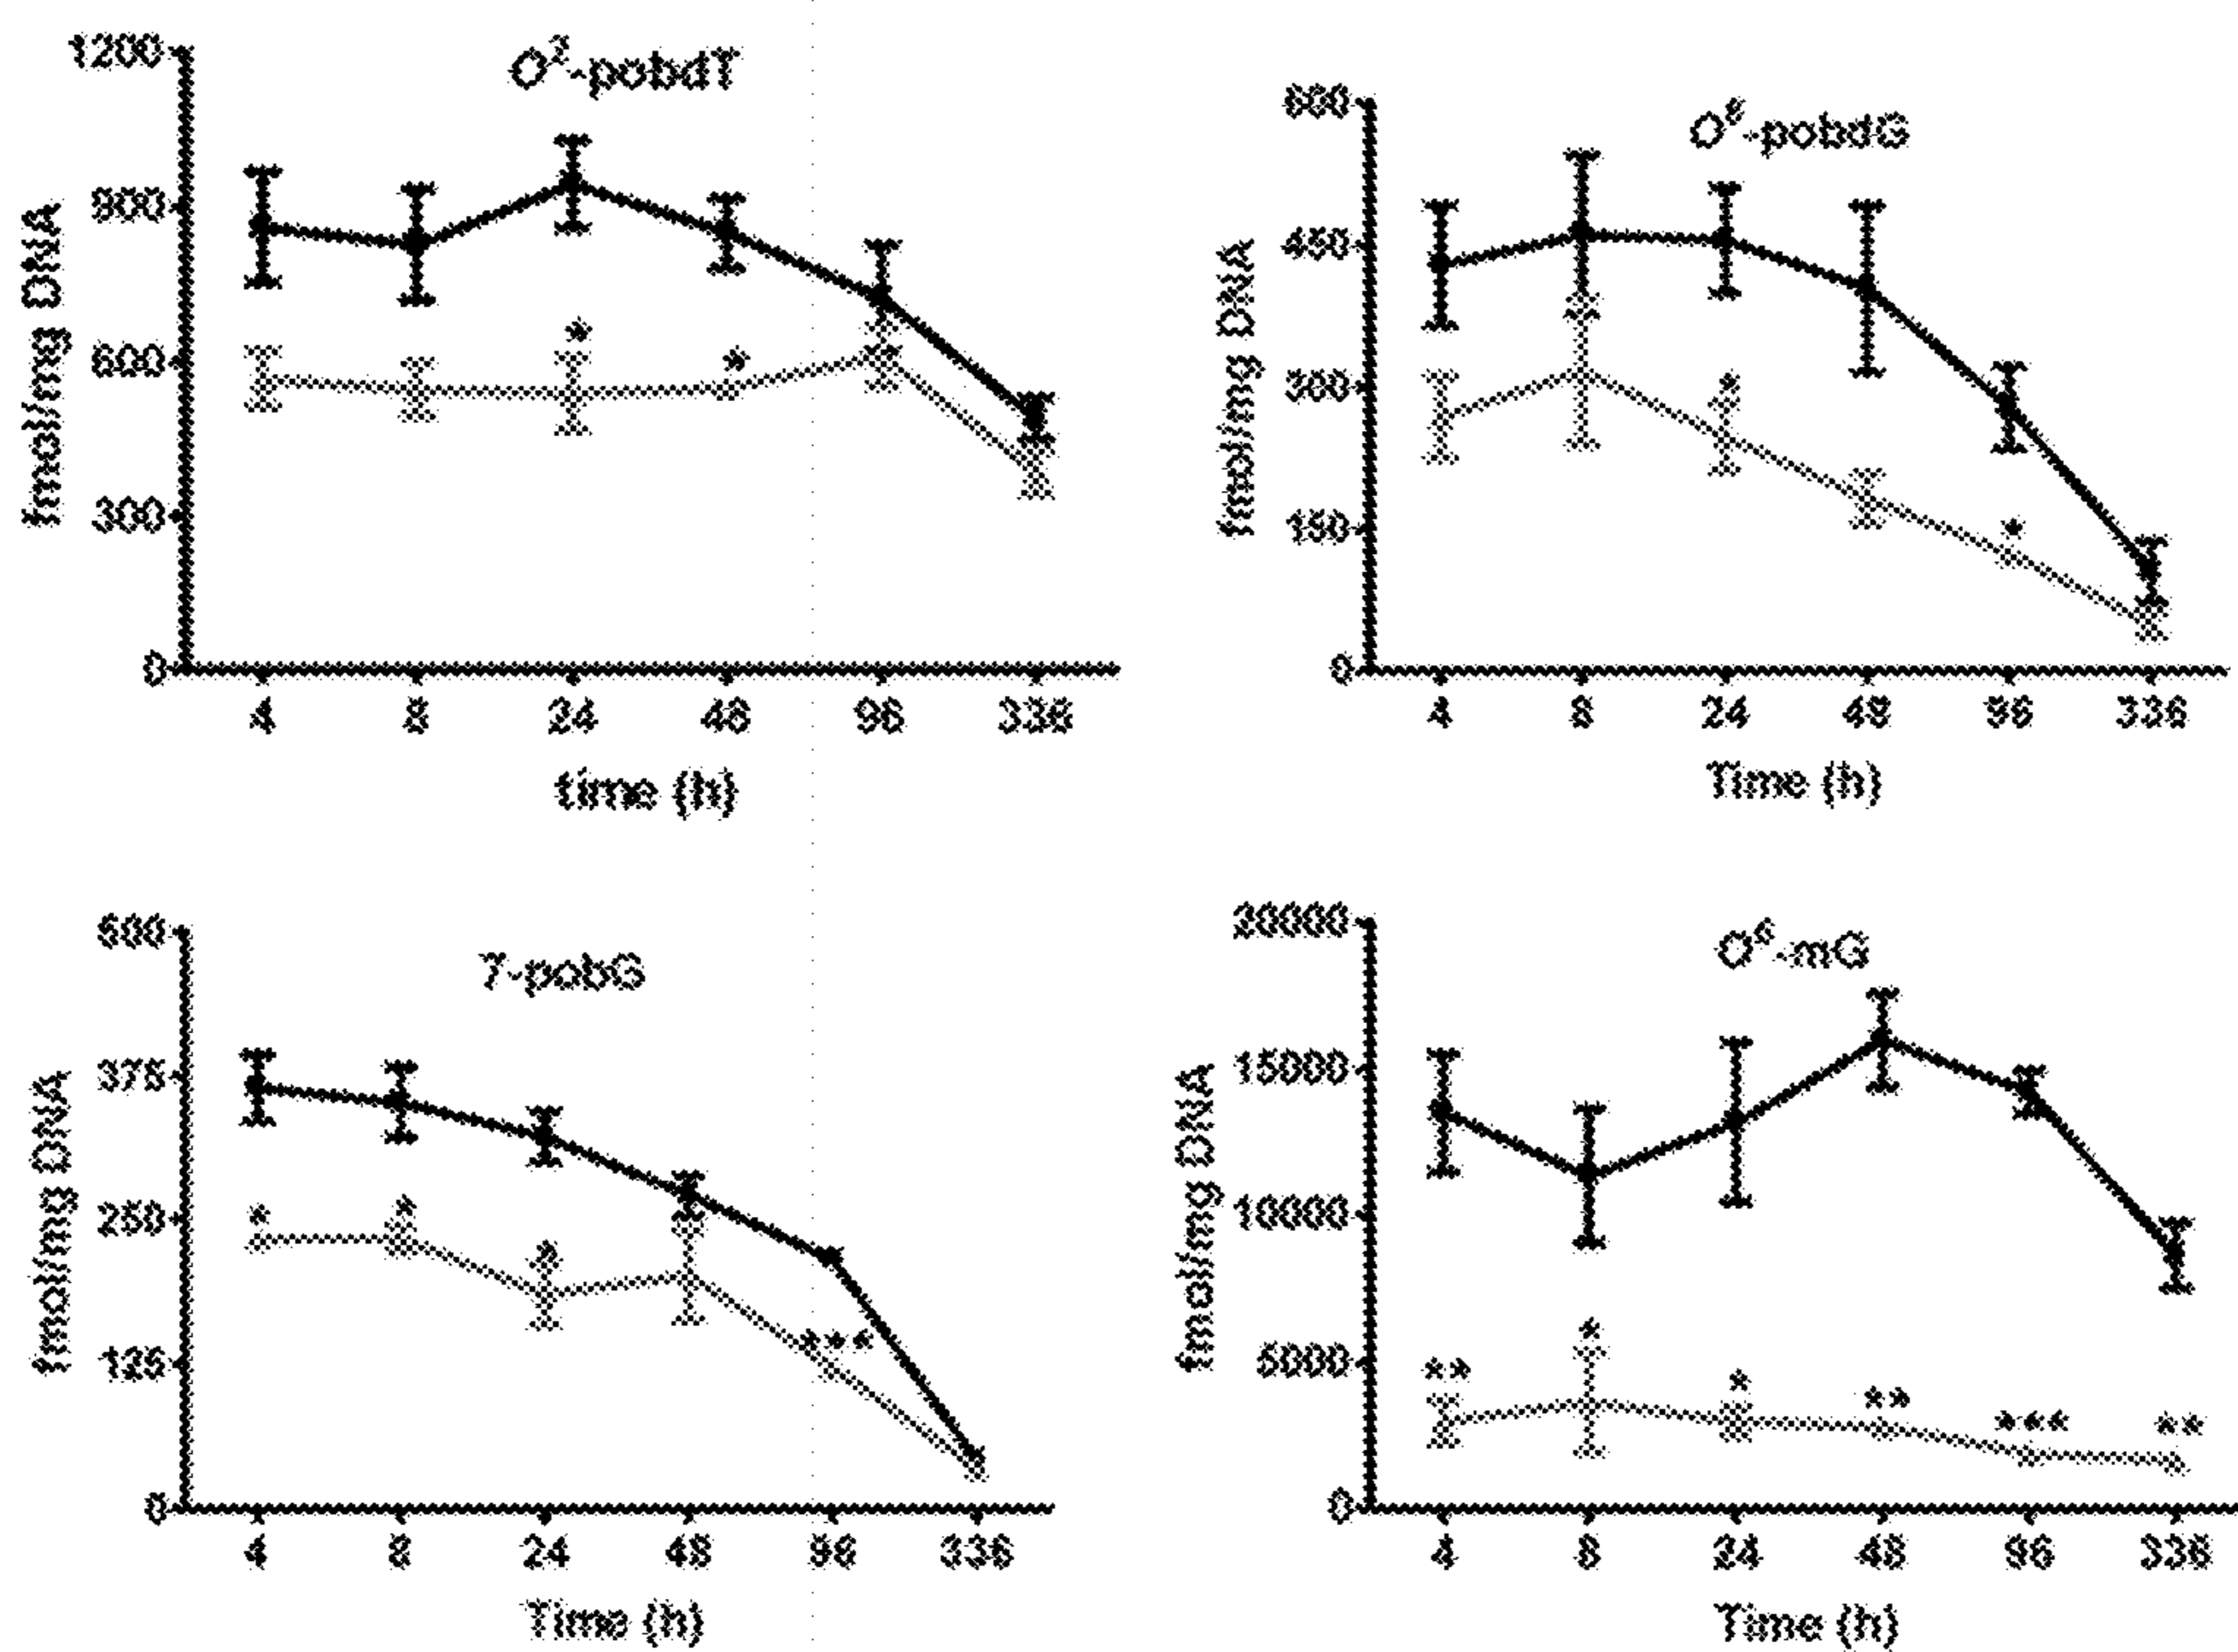 O²-pobdT
1200
900
600
300
0
fmol/mg DNA
4 8 24 48 96 336
time (h)
O⁶-pobdG
600
450
300
150
0
fmol/mg DNA
4 8 24 48 96 336
Time (h)
7-pobG
500
375
250
125
0
fmol/mg DNA
4 8 24 48 96 336
Time (h)
O⁶-mG
20000
15000
10000
5000
0
fmol/mg DNA
4 8 24 48 96 336
Time (h)